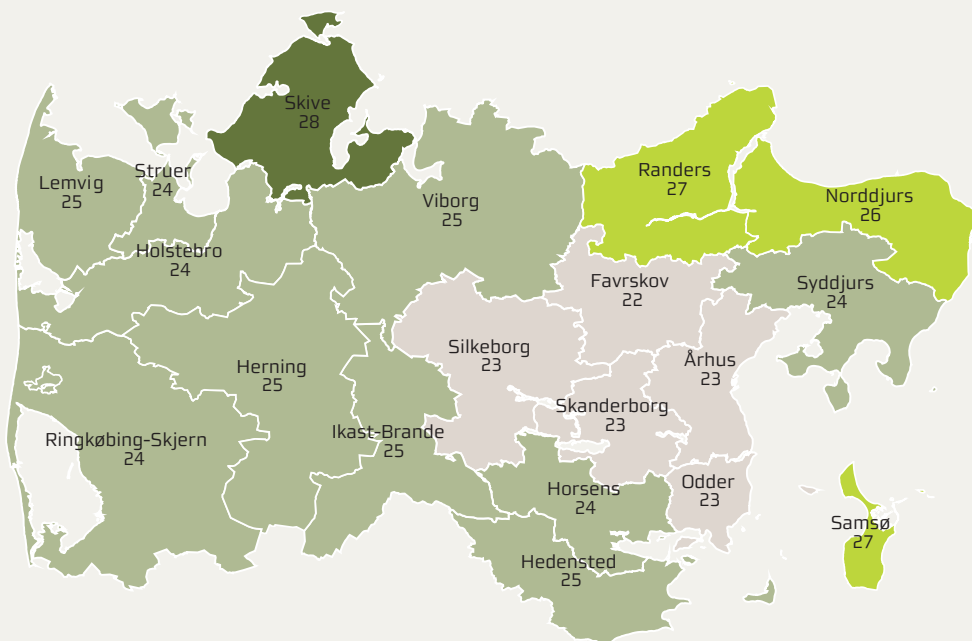 Skive
28
Randers
27
Struer
24
Lemvig
25
Norddjurs
26
Viborg
25
Holstebro
24
Favrskov
22
Syddjurs
24
Silkeborg
23
Århus
23
Herning
25
Skanderborg
23
Ikast-Brande
25
Ringkøbing-Skjern
24
Odder
23
Horsens
24
Samsø
27
Hedensted
25